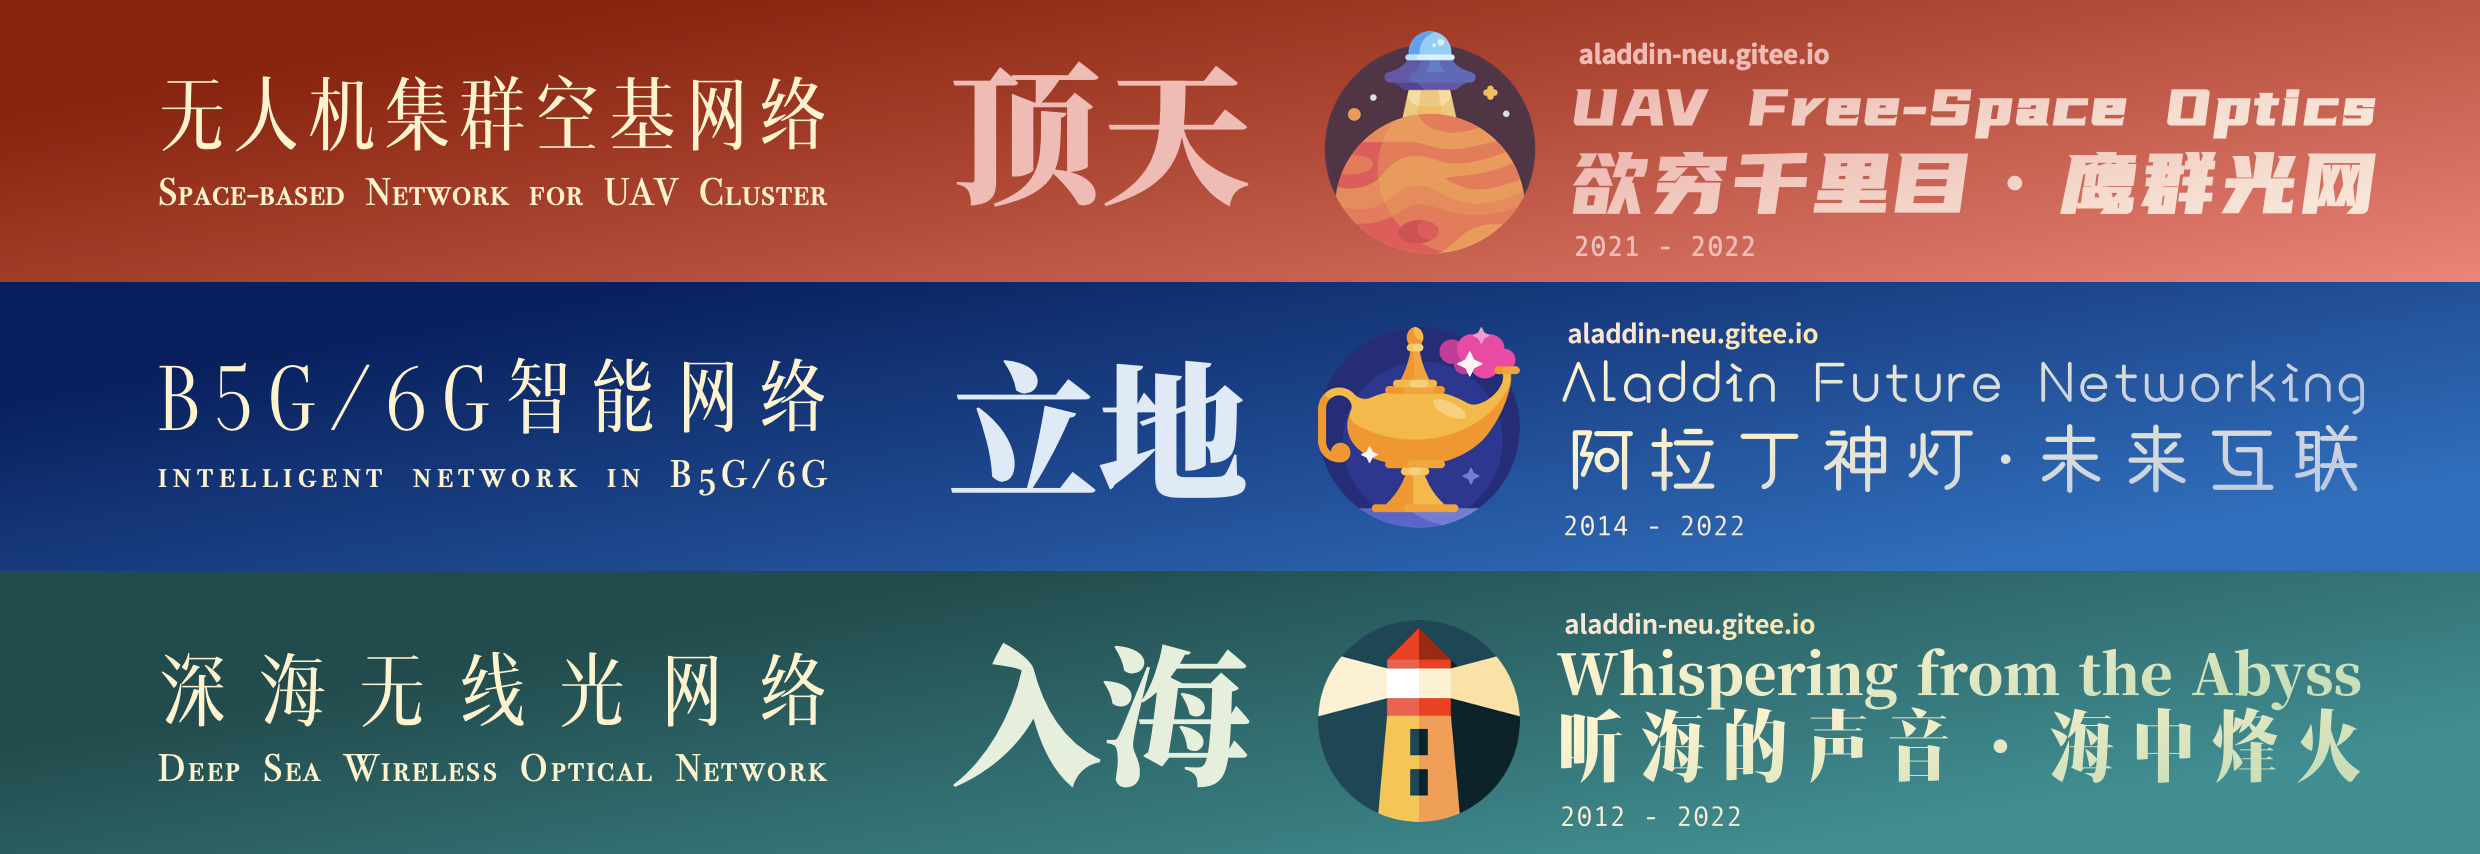 无人机集群空基网络
Space-based Network for UAV Cluster
顶天
aladdin-neu.gitee.io
UAV Free-Space Optics
欲穷千里目·鹰群光网
2021 - 2022
B5G/6G智能网络
intelligent network in B5G/6G
立地
aladdin-neu.gitee.io
Aladdin Future Networking
阿拉丁神灯·未来互联
2014 - 2022
深海无线光网络
Deep Sea Wireless Optical Network
入海
aladdin-neu.gitee.io
Whispering from the Abyss
听海的声音·海中烽火
2012 - 2022